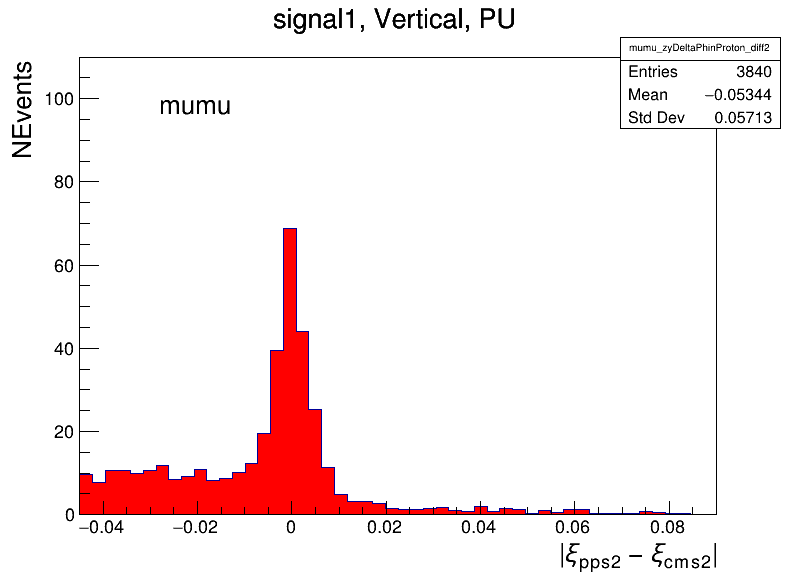 signal1, Vertical, PU
mumu_zyDeltaPhinProton_diff2
Entries 3840
Mean −0.05344
Std Dev 0.05713
NEvents
mumu
100
80
60
40
20
0
−0.04 −0.02 0 0.02 0.04 0.06 0.08
|ξpps2 − ξcms2|